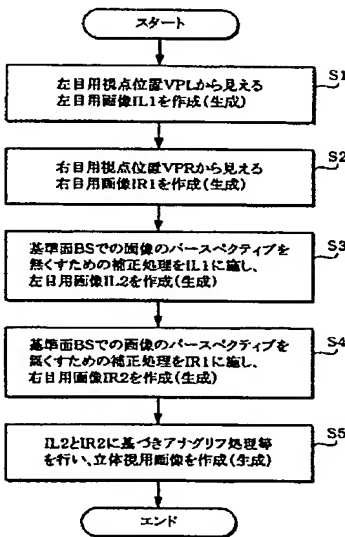 スタート
S1
左目用視点位置VPLから見える
左目用画像IL1を作成(生成)
S2
右目用視点位置VPRから見える
右目用画像IR1を作成(生成)
S3
基準面BSでの画像のパースペクティブを
無くすための補正処理をIL1に施し、
左目用画像IL2を作成(生成)
S4
基準面BSでの画像のパースペクティブを
無くすための補正処理をIR1に施し、
右目用画像IR2を作成(生成)
S5
IL2とIR2に基づきアナグリフ処理等
を行い、立体視用画像を作成(生成)
エンド